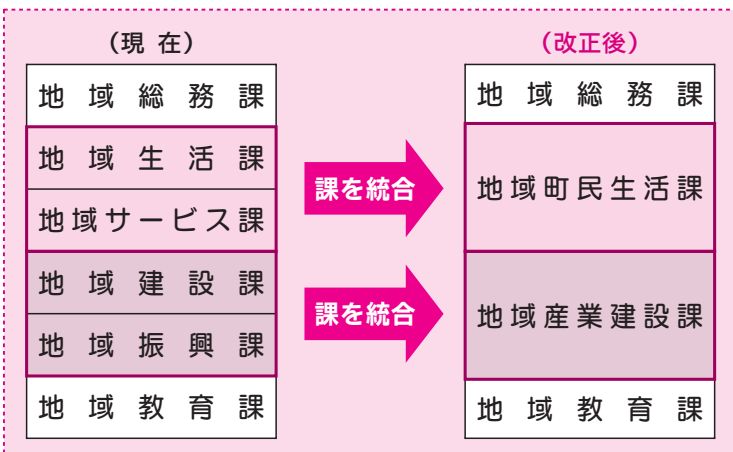 （現 在）
地域総務課
地域生活課
地域サービス課
地域建設課
地域振興課
地域教育課
課を統合
課を統合
（改正後）
地域総務課
地域町民生活課
地域産業建設課
地域教育課